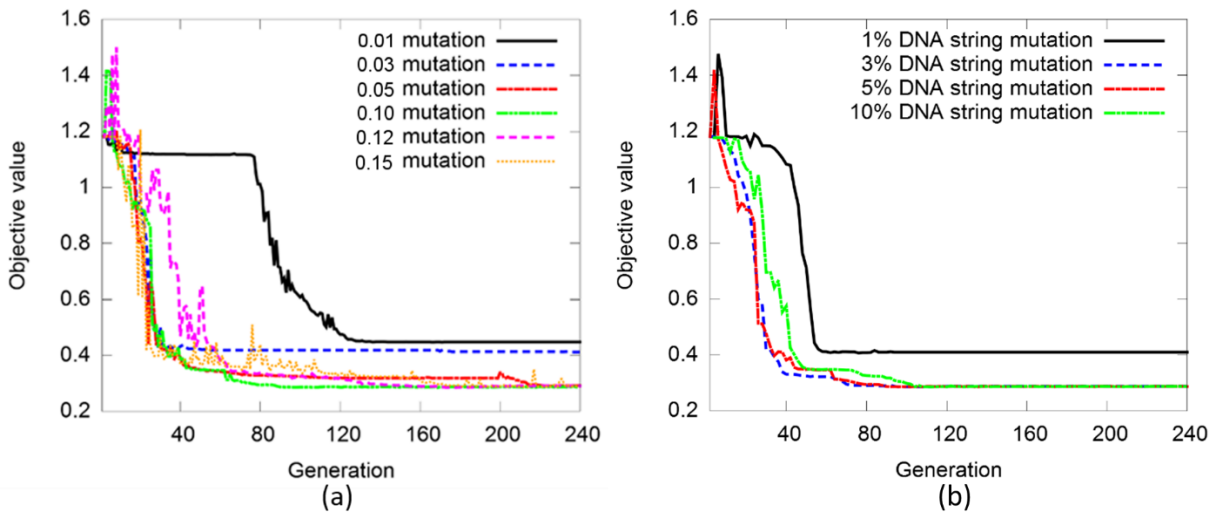 1.6
1.4
1.2
1
0.8
0.6
0.4
0.2
Objective value
0.01 mutation
0.03 mutation
0.05 mutation
0.10 mutation
0.12 mutation
0.15 mutation
40 80 120 160 200 240
Generation
(a)
1.6
1.4
1.2
1
0.8
0.6
0.4
0.2
Objective value
1% DNA string mutation
3% DNA string mutation
5% DNA string mutation
10% DNA string mutation
40 80 120 160 200 240
Generation
(b)